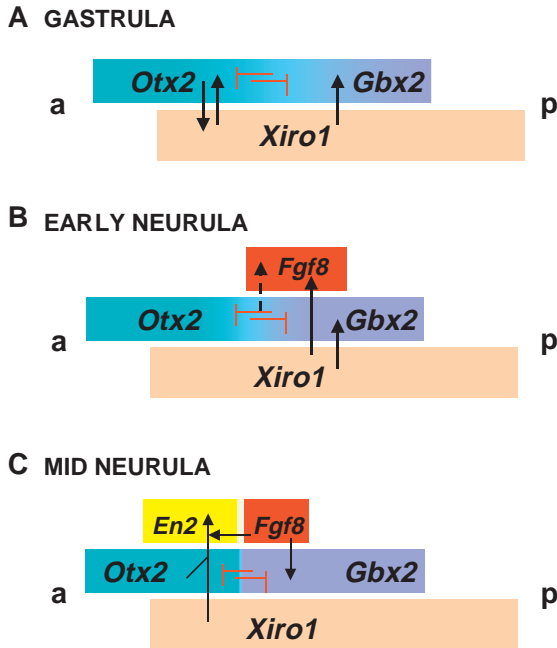 A GASTRULA
Otx2 Gbx2
a p
Xiro1
B EARLY NEURULA
Fgf8
Otx2 Gbx2
a p
Xiro1
C MID NEURULA
En2 Fgf8
Otx2 Gbx2
a p
Xiro1